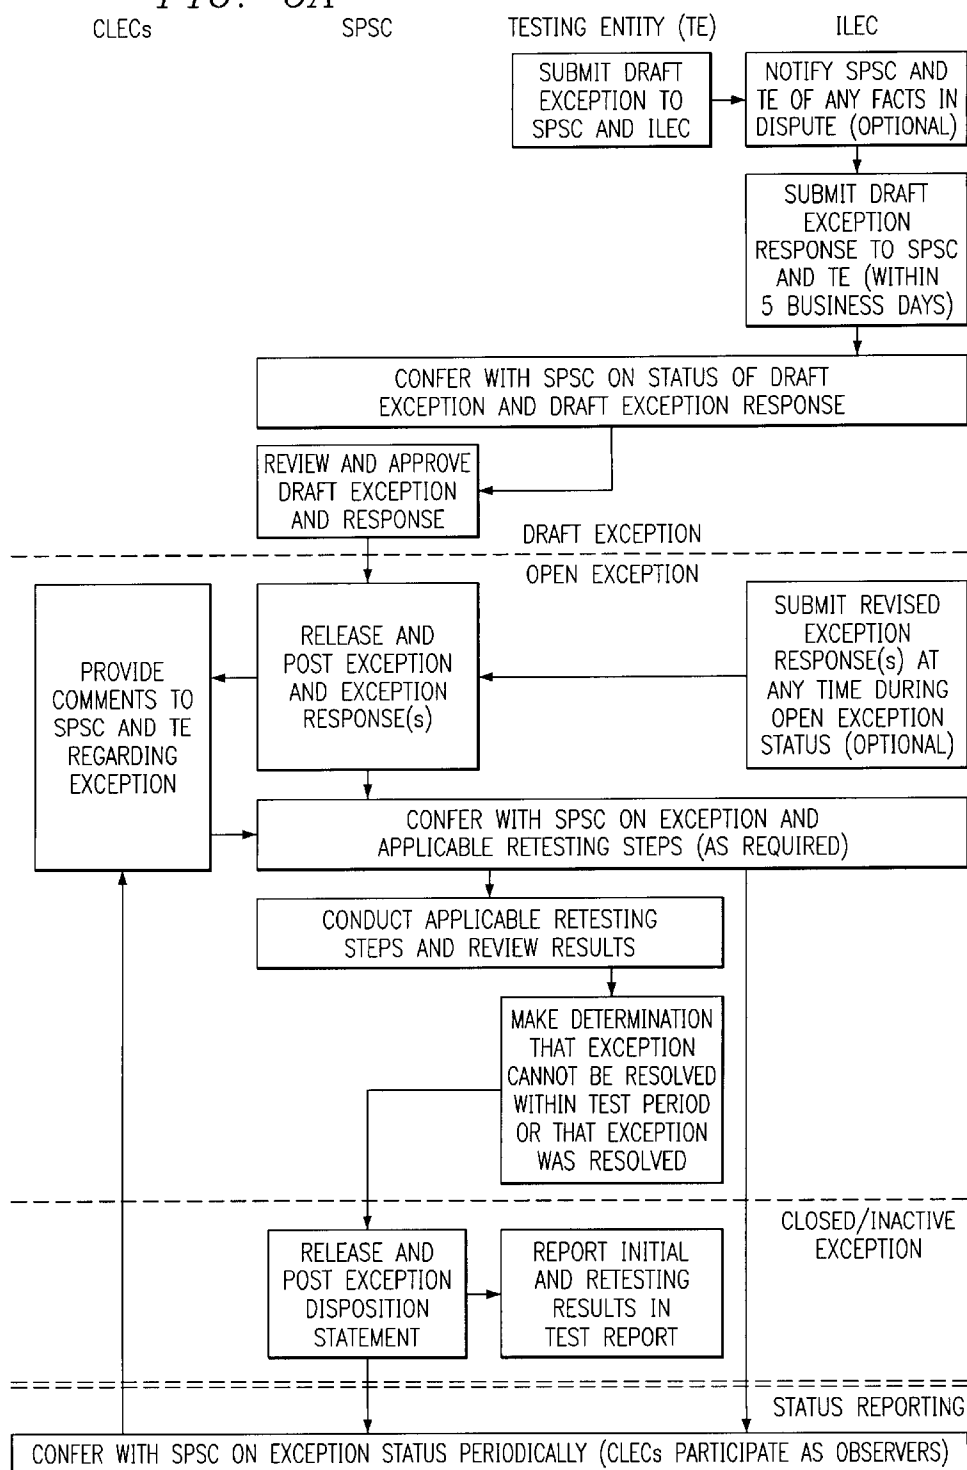 FIG. 6A
CLECs SPSC TESTING ENTITY (TE) ILEC
SUBMIT DRAFT
EXCEPTION TO
SPSC AND ILEC
NOTIFY SPSC AND
TE OF ANY FACTS IN
DISPUTE (OPTIONAL)
SUBMIT DRAFT
EXCEPTION
RESPONSE TO SPSC
AND TE (WITHIN
5 BUSINESS DAYS)
CONFER WITH SPSC ON STATUS OF DRAFT
EXCEPTION AND DRAFT EXCEPTION RESPONSE
REVIEW AND APPROVE
DRAFT EXCEPTION
AND RESPONSE
DRAFT EXCEPTION
OPEN EXCEPTION
PROVIDE
COMMENTS TO
SPSC AND TE
REGARDING
EXCEPTION
RELEASE AND
POST EXCEPTION
AND EXCEPTION
RESPONSE(s)
SUBMIT REVISED
EXCEPTION
RESPONSE(s) AT
ANY TIME DURING
OPEN EXCEPTION
STATUS (OPTIONAL)
CONFER WITH SPSC ON EXCEPTION AND
APPLICABLE RETESTING STEPS (AS REQUIRED)
CONDUCT APPLICABLE RETESTING
STEPS AND REVIEW RESULTS
MAKE DETERMINATION
THAT EXCEPTION
CANNOT BE RESOLVED
WITHIN TEST PERIOD
OR THAT EXCEPTION
WAS RESOLVED
CLOSED/INACTIVE
EXCEPTION
RELEASE AND
POST EXCEPTION
DISPOSITION
STATEMENT
REPORT INITIAL
AND RETESTING
RESULTS IN
TEST REPORT
STATUS REPORTING
CONFER WITH SPSC ON EXCEPTION STATUS PERIODICALLY (CLECs PARTICIPATE AS OBSERVERS)